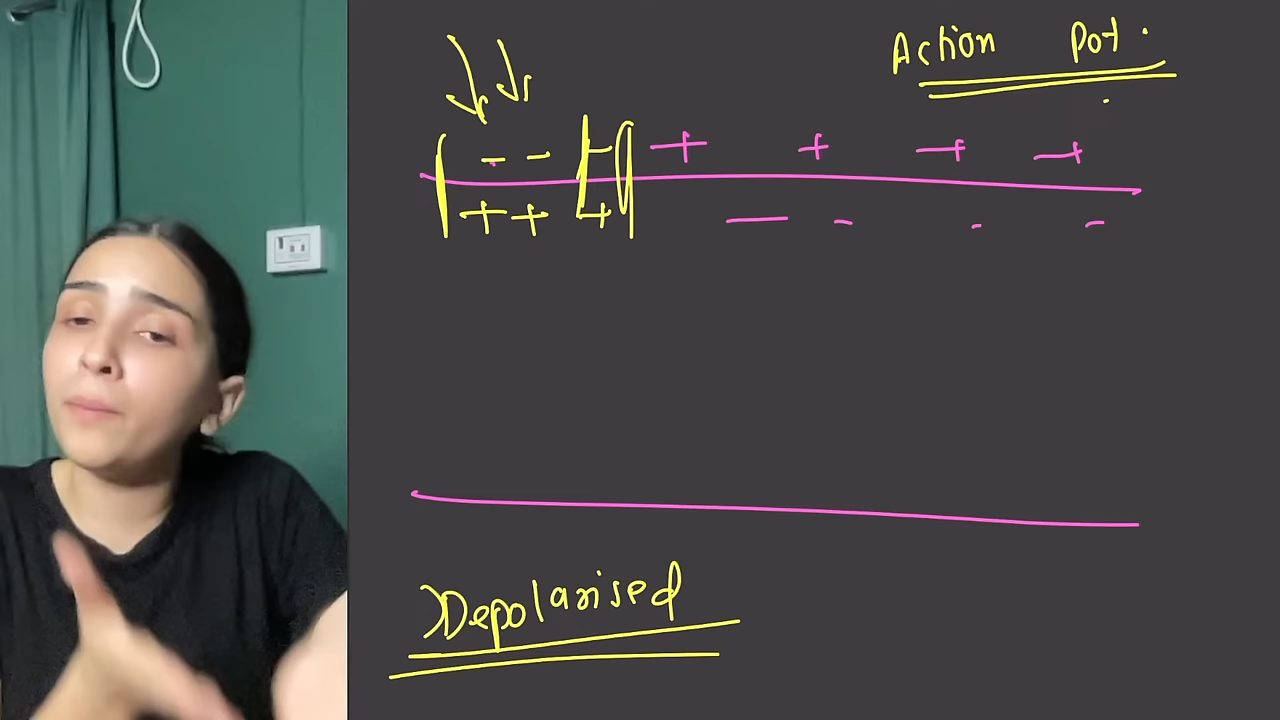 Action Pot.
- - -
+ + +
+ + + +
- - - -
Depolarised